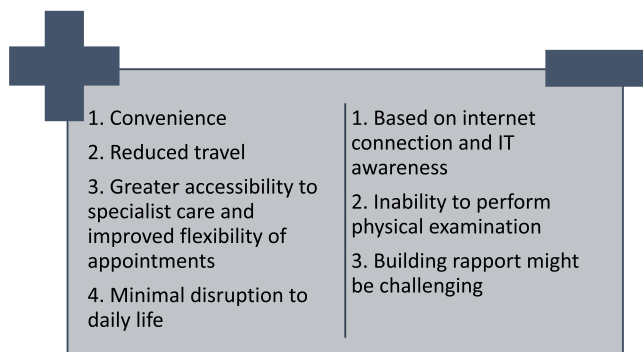 1. Convenience
2. Reduced travel
3. Greater accessibility to
specialist care and
improved flexibility of
appointments
4. Minimal disruption to
daily life
1. Based on internet
connection and IT
awareness
2. Inability to perform
physical examination
3. Building rapport might
be challenging